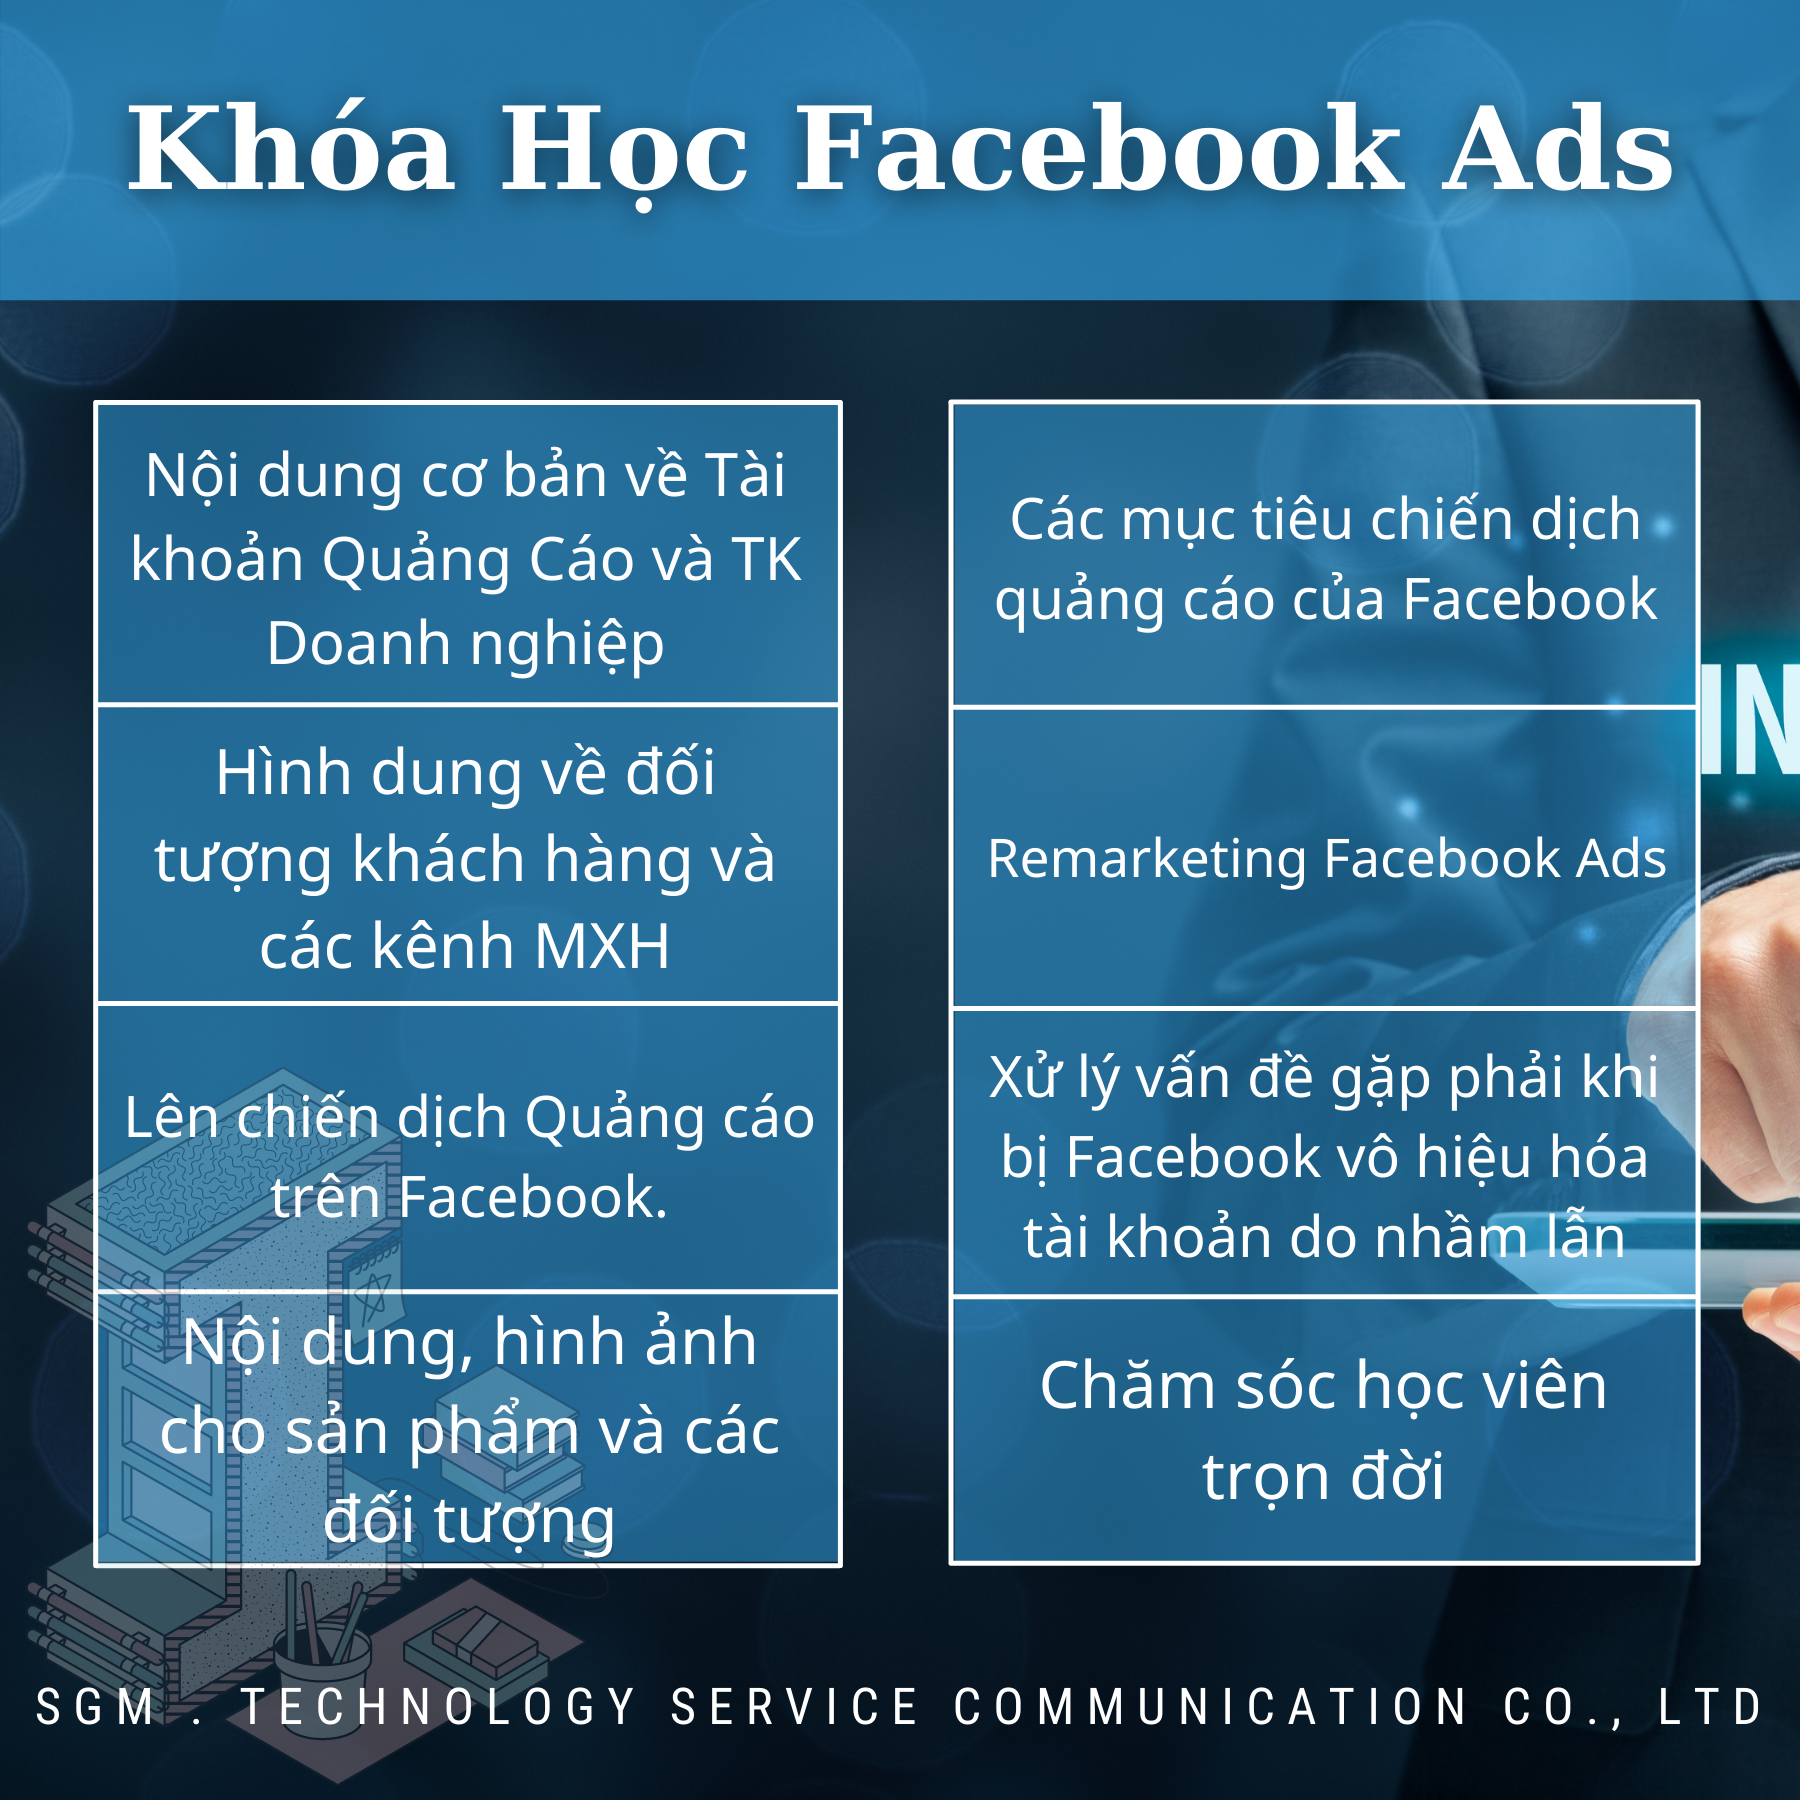 Khóa Học Facebook Ads
Nội dung cơ bản về Tài
khoản Quảng Cáo và TK
Doanh nghiệp
Hình dung về đối
tượng khách hàng và
các kênh MXH
Lên chiến dịch Quảng cáo
trên Facebook.
Nội dung, hình ảnh
cho sản phẩm và các
đối tượng
Các mục tiêu chiến dịch
quảng cáo của Facebook
Remarketing Facebook Ads
Xử lý vấn đề gặp phải khi
bị Facebook vô hiệu hóa
tài khoản do nhầm lẫn
Chăm sóc học viên
trọn đời
IN
SGM . TECHNOLOGY SERVICE COMMUNICATION CO., LTD